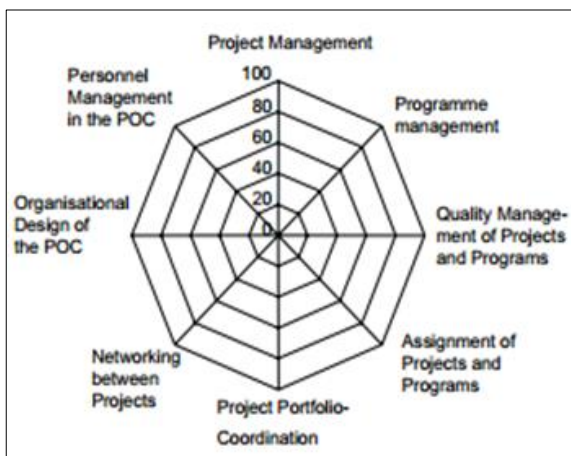 Project Management
100
80
60
40
20
0
Programme
management
Quality Manage-
ment of Projects
and Programs
Assignment of
Projects and
Programs
Project Portfolio-
Coordination
Networking
between
Projects
Organisational
Design of
the POC
Personnel
Management
in the POC